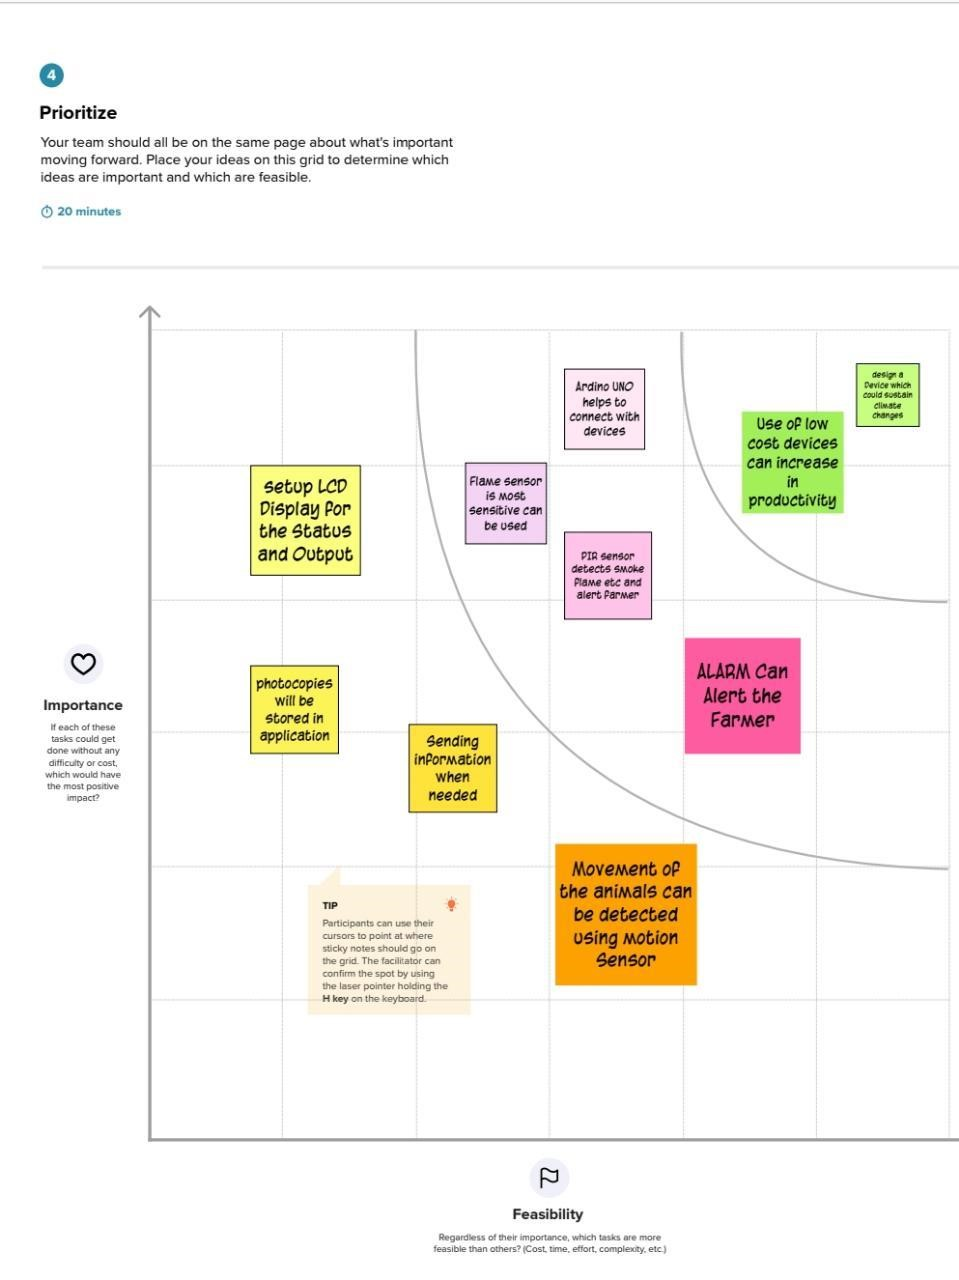 4
Prioritize
Your team should all be on the same page about what's important
moving forward. Place your ideas on this grid to determine which
ideas are important and which are feasible.
20 minutes
Ardino UNO
helps to
connect with
devices
design a
Device which
could sustain
climate
changes
Use of low
cost devices
can increase
in
productivity
setup LCD
Display for
the Status
and Output
Flame sensor
is most
sensitive can
be used
PIR sensor
detects smoke
flame etc and
alert farmer
ALARM Can
Alert the
Farmer
photocopies
will be
stored in
application
Sending
information
when
needed
Importance
If each of these
tasks could get
done without any
difficulty or cost,
which would have
the most positive
impact?
Movement of
the animals can
be detected
using motion
Sensor
TIP
Participants can use their
cursors to point at where
sticky notes should go on
the grid. The facilitator can
confirm the spot by using
the laser pointer holding the
H key on the keyboard.
Feasibility
Regardless of their importance, which tasks are more
feasible than others? (Cost, time, effort, complexity, etc.)